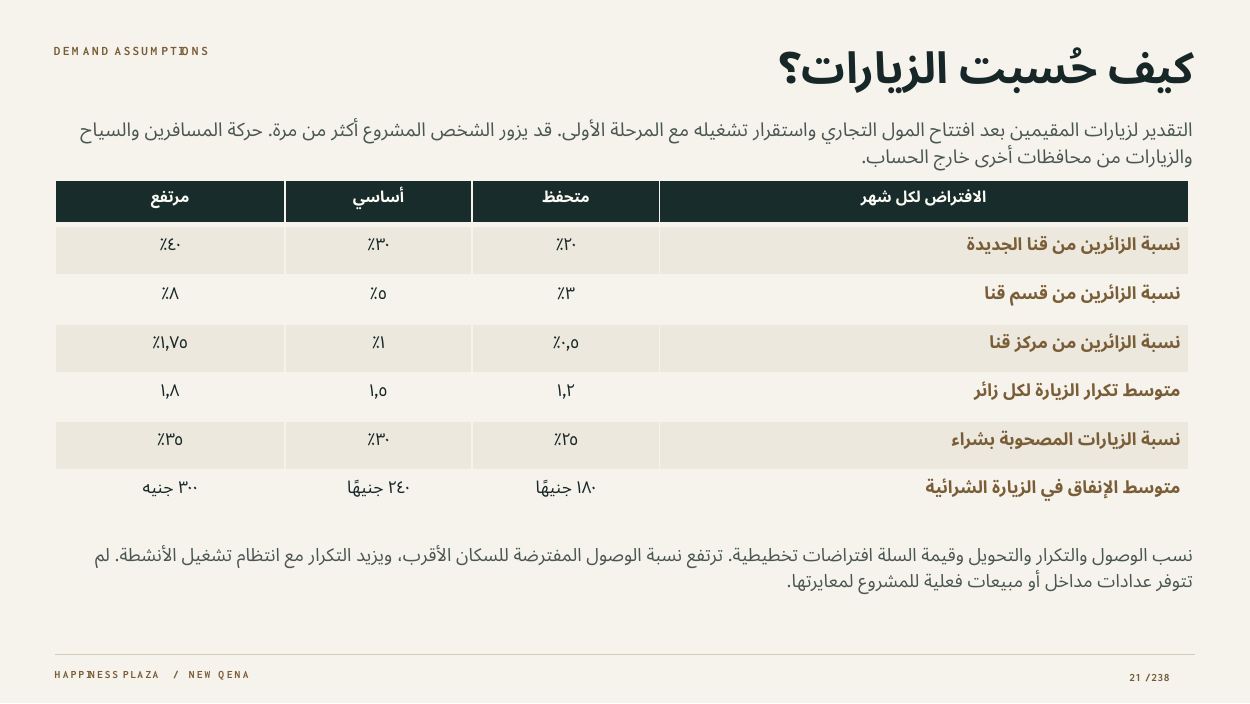 DEMAND ASSUMPTIONS
كيف حُسبت الزيارات؟
التقدير لزيارات المقيمين بعد افتتاح المول التجاري واستقرار تشغيله مع المرحلة الأولى. قد يزور الشخص المشروع أكثر من مرة. حركة المسافرين والسياح
والزيارات من محافظات أخرى خارج الحساب.
الافتراض لكل شهر متحفظ أساسي مرتفع
نسبة الزائرين من قنا الجديدة ٢٠٪ ٣٠٪ ٤٠٪
نسبة الزائرين من قسم قنا ٣٪ ٥٪ ٨٪
نسبة الزائرين من مركز قنا ٠,٥٪ ١٪ ١,٧٥٪
متوسط تكرار الزيارة لكل زائر ١,٢ ١,٥ ١,٨
نسبة الزيارات المصحوبة بشراء ٢٥٪ ٣٠٪ ٣٥٪
متوسط الإنفاق في الزيارة الشرائية ١٨٠ جنيهًا ٢٤٠ جنيهًا ٣٠٠ جنيه
نسب الوصول والتكرار والتحويل وقيمة السلة افتراضات تخطيطية. ترتفع نسبة الوصول المفترضة للسكان الأقرب، ويزيد التكرار مع انتظام تشغيل الأنشطة. لم
تتوفر عدادات مداخل أو مبيعات فعلية للمشروع لمعايرتها.
HAPPINESS PLAZA / NEW QENA
21 /238